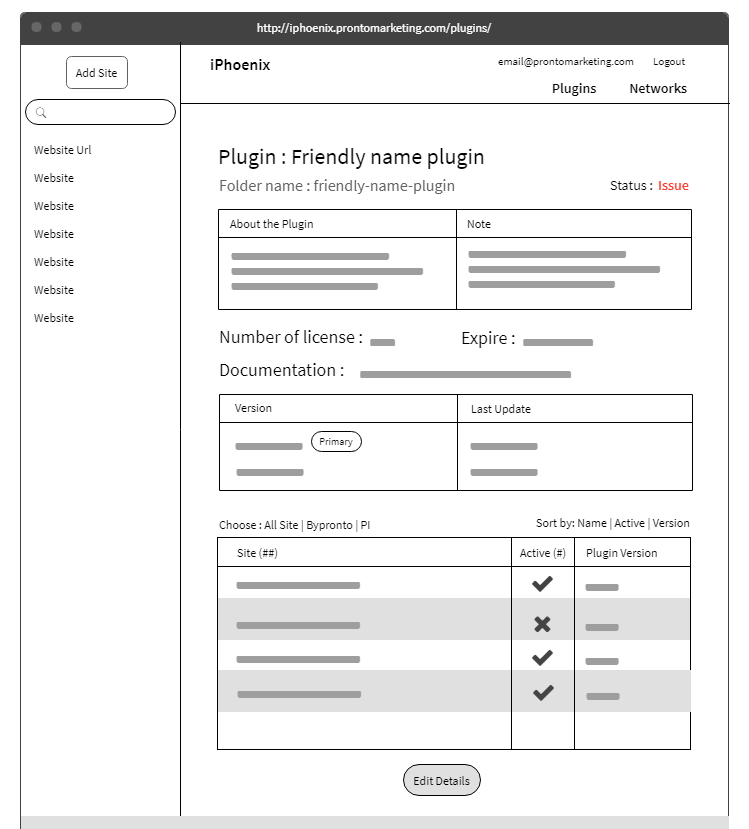 http://iphoenix.prontomarketing.com/plugins/
Add Site
iPhoenix
email@prontomarketing.com Logout
Plugins Networks
Website Url
Website
Website
Website
Website
Website
Website
Plugin : Friendly name plugin
Folder name : friendly-name-plugin
Status : Issue
About the Plugin Note
Number of license : Expire :
Documentation :
Version Last Update
Primary
Choose : All Site | Bypronto | PI Sort by: Name | Active | Version
Site (##) Active (#) Plugin Version
Edit Details